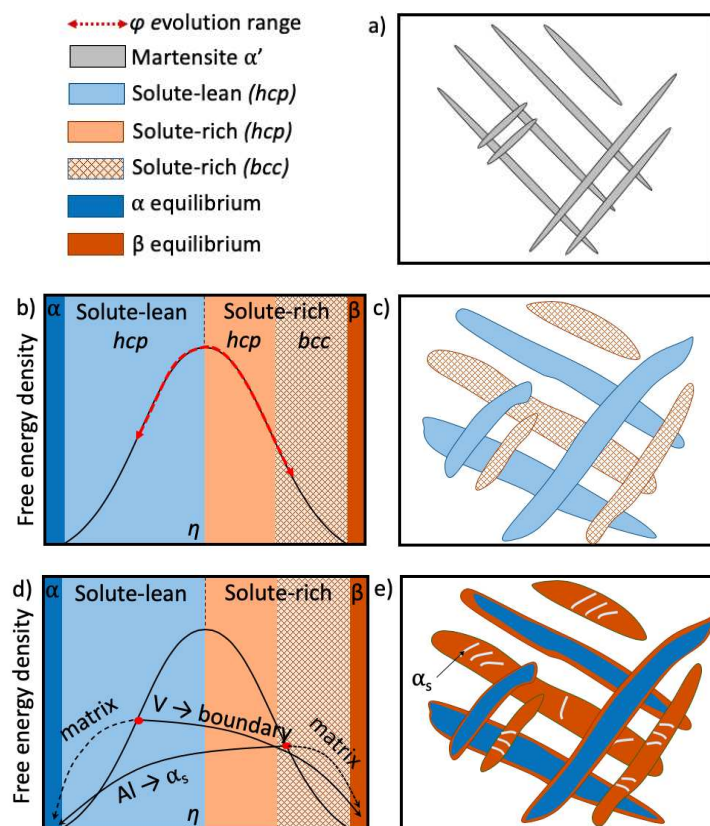 φ evolution range
Martensite α’
Solute-lean (hcp)
Solute-rich (hcp)
Solute-rich (bcc)
α equilibrium
β equilibrium
a)
b)
α
Solute-lean
hcp
Solute-rich
hcp
bcc
β
Free energy density
η
c)
d)
α
Solute-lean
Solute-rich
β
Free energy density
matrix
V → boundary
matrix
Al → αs
η
e)
αs